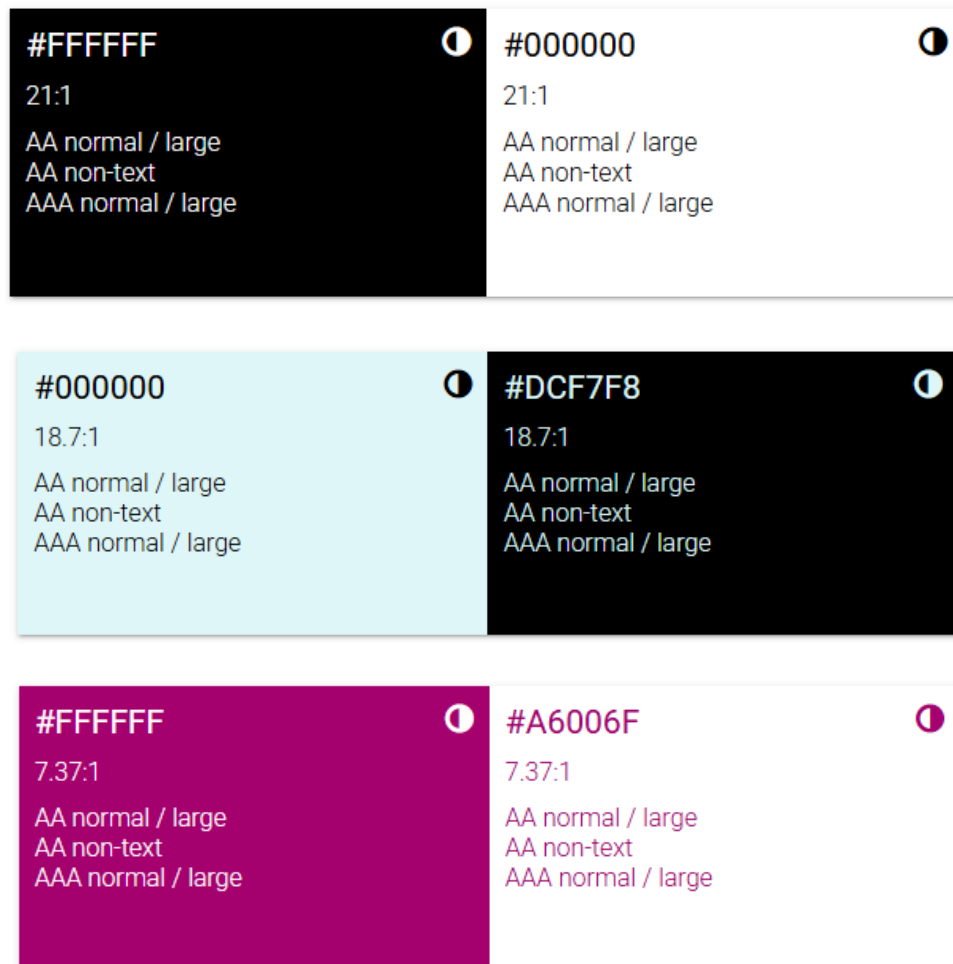 #FFFFFF
21:1
AA normal / large
AA non-text
AAA normal / large
#000000
21:1
AA normal / large
AA non-text
AAA normal / large
#000000
18.7:1
AA normal / large
AA non-text
AAA normal / large
#DCF7F8
18.7:1
AA normal / large
AA non-text
AAA normal / large
#FFFFFF
7.37:1
AA normal / large
AA non-text
AAA normal / large
#A6006F
7.37:1
AA normal / large
AA non-text
AAA normal / large